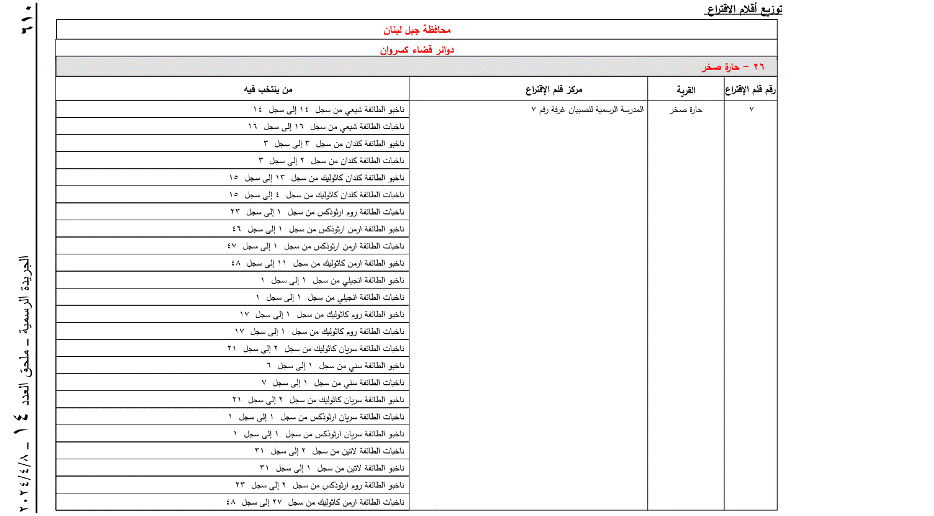 توزيع أقلام الإقتراع
٦١٠
محافظة جبل لبنان
دوائر قضاء كسروان
٢٦ - حارة صخر
رقم قلم الإقتراع القرية مركز قلم الإقتراع من ينتخب فيه
٧ حارة صخر المدرسة الرسمية للصبيان غرفة رقم ٧ ناخبو الطائفة شيعي من سجل ١٤ إلى سجل ١٤
ناخبات الطائفة شيعي من سجل ١٦ إلى سجل ١٦
ناخبو الطائفة كلدان من سجل ٣ إلى سجل ٣
ناخبات الطائفة كلدان من سجل ٢ إلى سجل ٣
ناخبو الطائفة كلدان كاثوليك من سجل ١٣ إلى سجل ١٥
ناخبات الطائفة كلدان كاثوليك من سجل ٤ إلى سجل ١٥
ناخبات الطائفة روم ارثوذكس من سجل ١ إلى سجل ٢٣
ناخبو الطائفة ارمن ارثوذكس من سجل ١ إلى سجل ٤٦
ناخبات الطائفة ارمن ارثوذكس من سجل ١ إلى سجل ٤٧
ناخبو الطائفة ارمن كاثوليك من سجل ١١ إلى سجل ٤٨
ناخبو الطائفة انجيلي من سجل ١ إلى سجل ١
ناخبات الطائفة انجيلي من سجل ١ إلى سجل ١
ناخبو الطائفة روم كاثوليك من سجل ١ إلى سجل ١٧
ناخبات الطائفة روم كاثوليك من سجل ١ إلى سجل ١٧
ناخبات الطائفة سريان كاثوليك من سجل ٢ إلى سجل ٢١
ناخبو الطائفة سني من سجل ١ إلى سجل ٦
ناخبات الطائفة سني من سجل ١ إلى سجل ٧
ناخبو الطائفة سريان كاثوليك من سجل ٢ إلى سجل ٢١
ناخبات الطائفة سريان ارثوذكس من سجل ١ إلى سجل ١
ناخبو الطائفة سريان ارثوذكس من سجل ١ إلى سجل ١
ناخبات الطائفة لاتين من سجل ٢ إلى سجل ٣١
ناخبو الطائفة لاتين من سجل ١ إلى سجل ٣١
ناخبو الطائفة روم ارثوذكس من سجل ٢ إلى سجل ٢٣
ناخبات الطائفة ارمن كاثوليك من سجل ٢٧ إلى سجل ٤٨
الجريدة الرسمية - ملحق العدد ١٤ - ٢٠٢٤/٤/٨